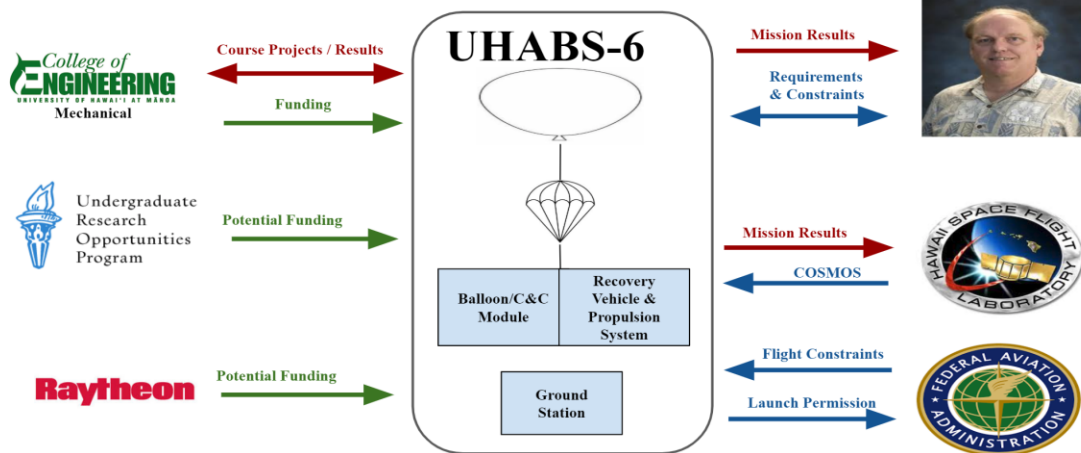 UHABS-6
College of
ENGINEERING
UNIVERSITY OF HAWAI'I AT MĀNOA
Mechanical
Course Projects / Results
Funding
Undergraduate
Research
Opportunities
Program
Potential Funding
Raytheon
Potential Funding
Balloon/C&C
Module
Recovery
Vehicle &
Propulsion
System
Ground
Station
Mission Results
Requirements
& Constraints
Mission Results
COSMOS
HAWAII SPACE FLIGHT
LABORATORY
Flight Constraints
Launch Permission
FEDERAL AVIATION
ADMINISTRATION